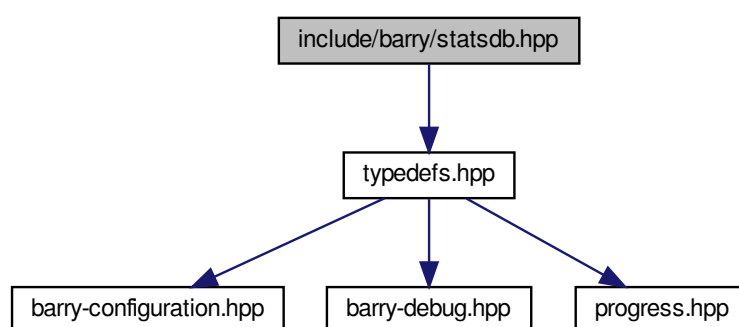 include/barry/statsdb.hpp
typedefs.hpp
barry-configuration.hpp
barry-debug.hpp
progress.hpp